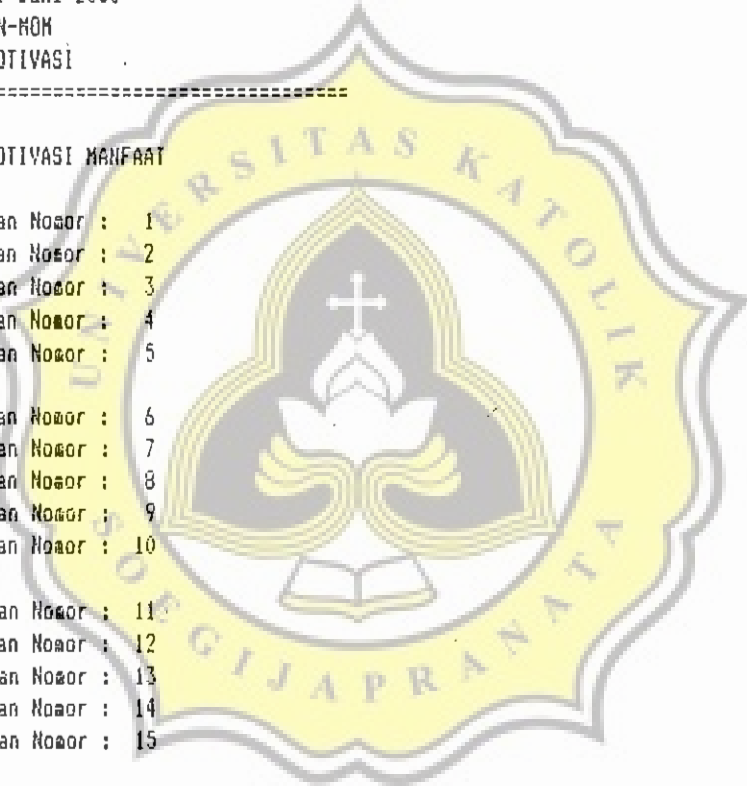 Juni 2000
N-MOM
OTIVASI
====================================
OTIVASI MANFAAT
an Nomor : 1
an Nomor : 2
an Nomor : 3
an Nomor : 4
an Nomor : 5
an Nomor : 6
an Nomor : 7
an Nomor : 8
an Nomor : 9
an Nomor : 10
an Nomor : 11
an Nomor : 12
an Nomor : 13
an Nomor : 14
an Nomor : 15
UNIVERSITAS KATOLIK
SOEGIJAPRANATA